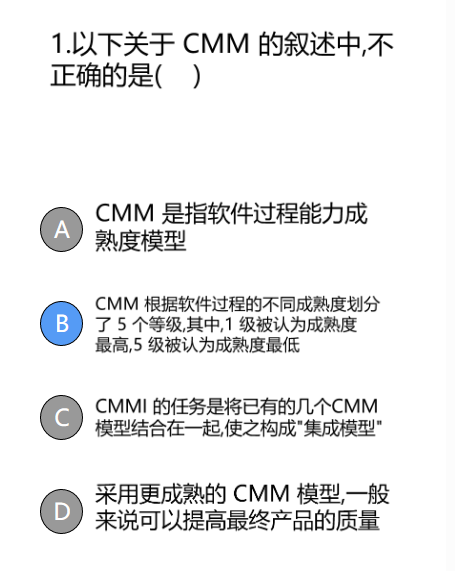 1.以下关于 CMM 的叙述中,不
正确的是(    )
A
CMM 是指软件过程能力成
熟度模型
B
CMM 根据软件过程的不同成熟度划分
了 5 个等级,其中,1 级被认为成熟度
最高,5 级被认为成熟度最低
C
CMMI 的任务是将已有的几个CMM
模型结合在一起,使之构成"集成模型"
D
采用更成熟的 CMM 模型,一般
来说可以提高最终产品的质量